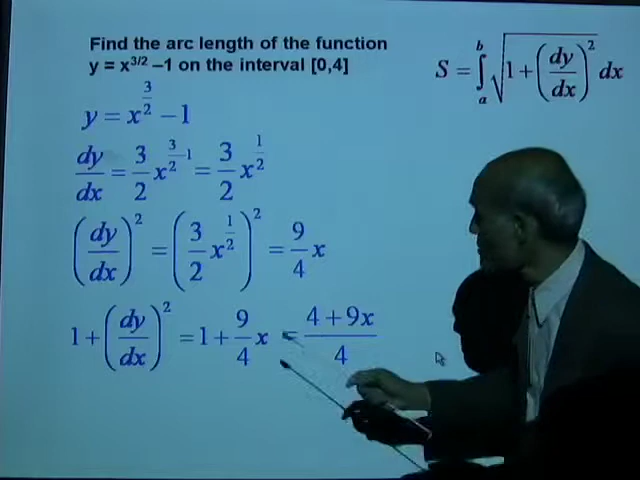 Find the arc length of the function
y = x^{3/2} –1 on the interval [0,4]
S = ∫_a^b √(1+(dy/dx)^2) dx
y = x^{3/2} −1
dy/dx = 3/2 x^{3/2 −1} = 3/2 x^{1/2}
(dy/dx)^2 = (3/2 x^{1/2})^2 = 9/4 x
1+(dy/dx)^2 = 1+ 9/4 x = (4+9x)/4